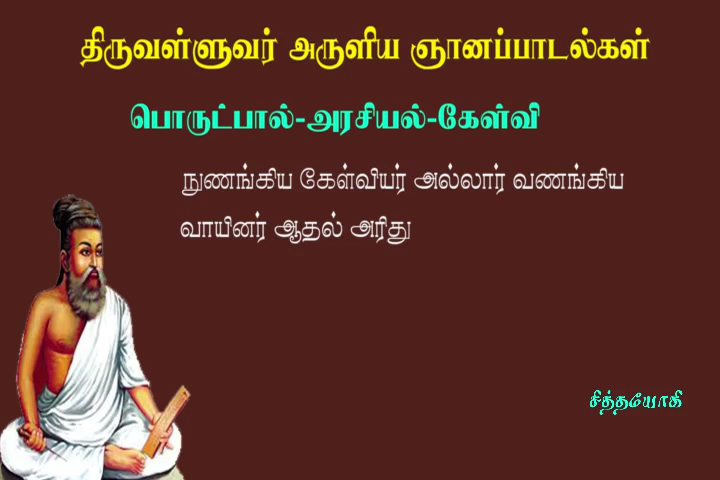 திருவள்ளுவர் அருளிய ஞானப்பாடல்கள்
பொருட்பால்-அரசியல்-கேள்வி
நுணங்கிய கேள்வியர் அல்லார் வணங்கிய
வாயினர் ஆதல் அரிது
சித்தயோகி